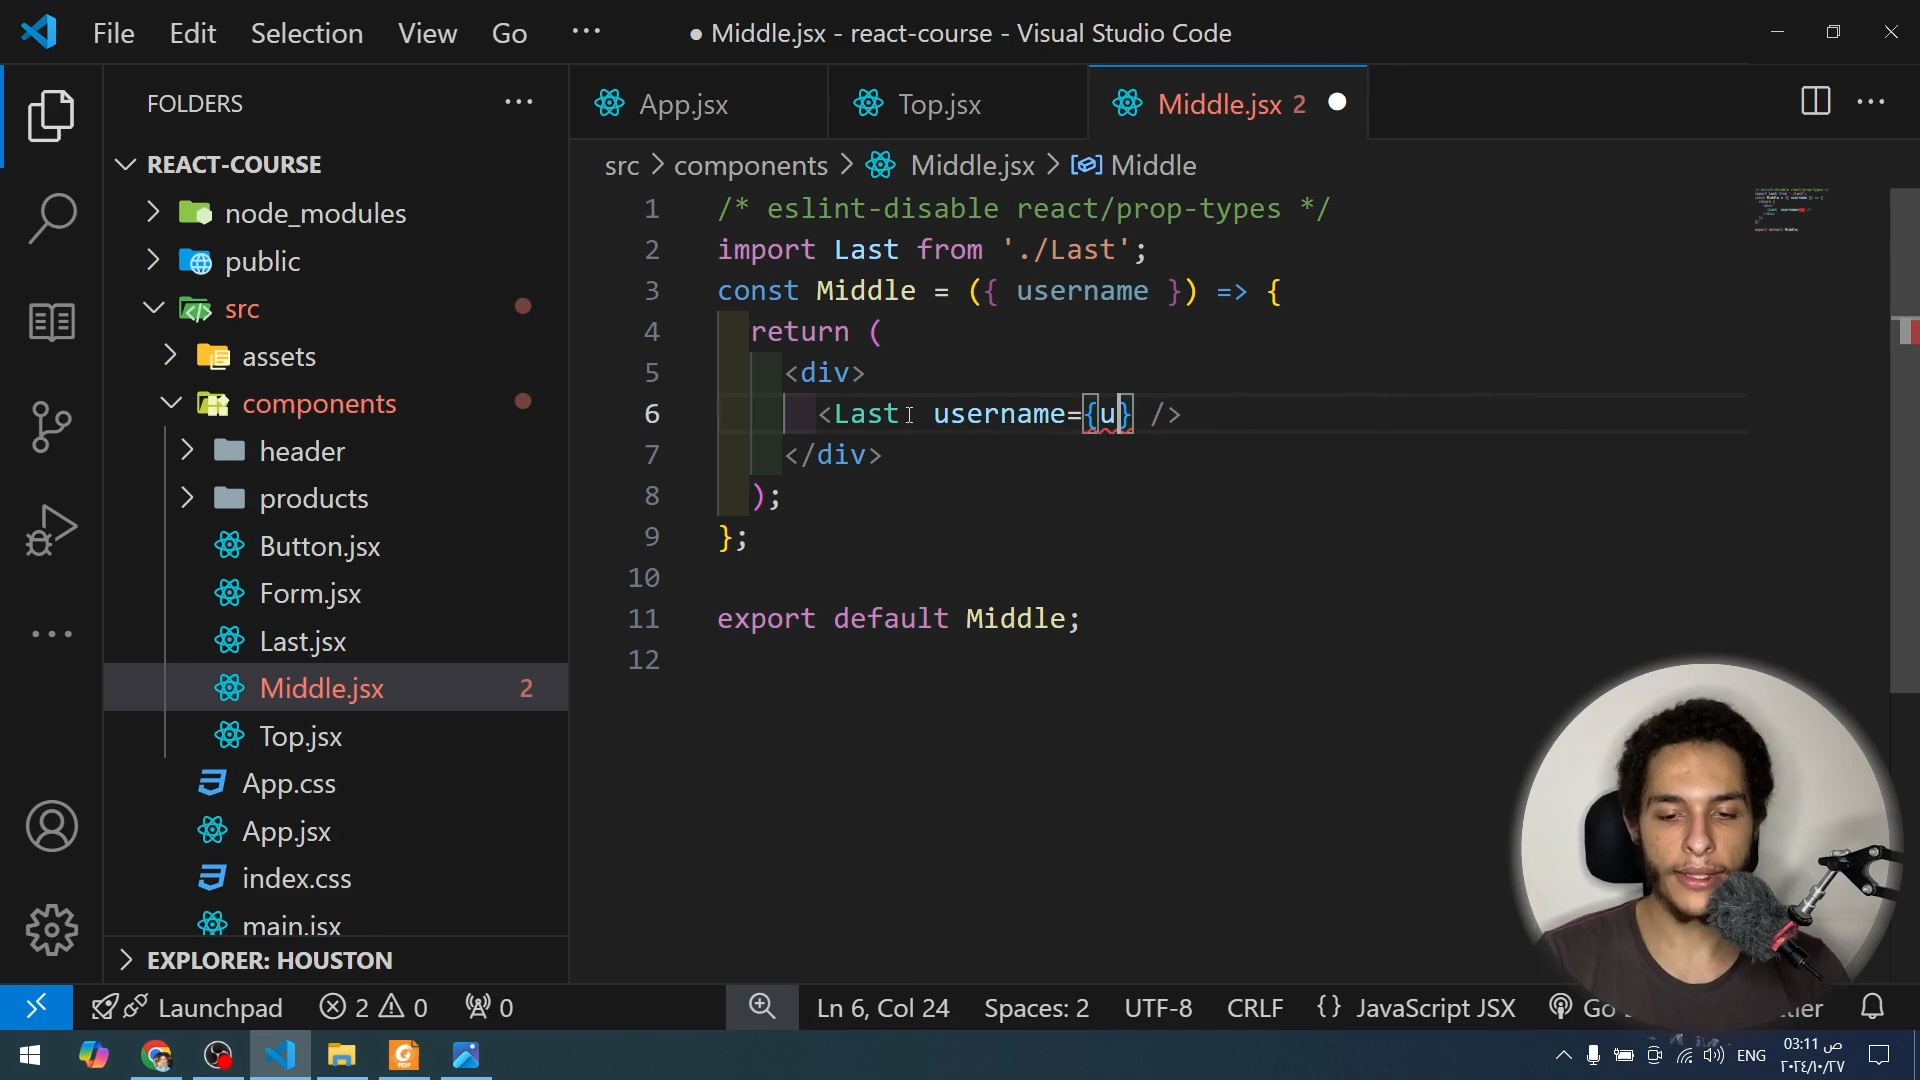 File Edit Selection View Go ··· ● Middle.jsx - react-course - Visual Studio Code
FOLDERS
App.jsx
Top.jsx
Middle.jsx 2
REACT-COURSE
node_modules
public
src
assets
components
header
products
Button.jsx
Form.jsx
Last.jsx
Middle.jsx 2
Top.jsx
App.css
App.jsx
index.css
main.jsx
EXPLORER: HOUSTON
src > components > Middle.jsx > Middle
1 /* eslint-disable react/prop-types */
2 import Last from './Last';
3 const Middle = ({ username }) => {
4 return (
5 <div>
6 <Last username={u} />
7 </div>
8 );
9 };
10
11 export default Middle;
12
Launchpad 2 0 0 Ln 6, Col 24 Spaces: 2 UTF-8 CRLF {} JavaScript JSX Go
ENG
03:11 ص
٢٠٢٤/١٠/٢٧